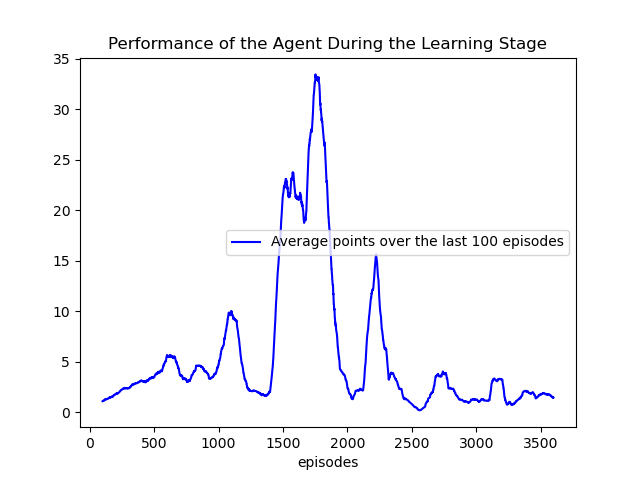 Performance of the Agent During the Learning Stage
35
30
25
20
15
10
5
0
Average points over the last 100 episodes
0 500 1000 1500 2000 2500 3000 3500
episodes